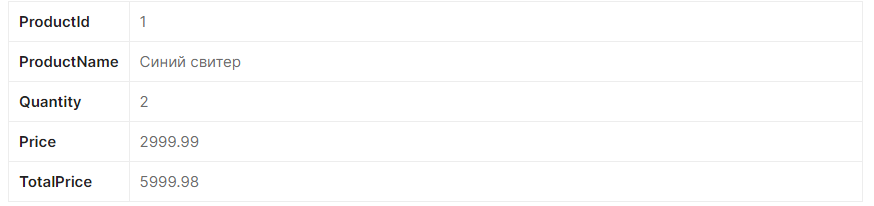 ProductId 1
ProductName Синий свитер
Quantity 2
Price 2999.99
TotalPrice 5999.98